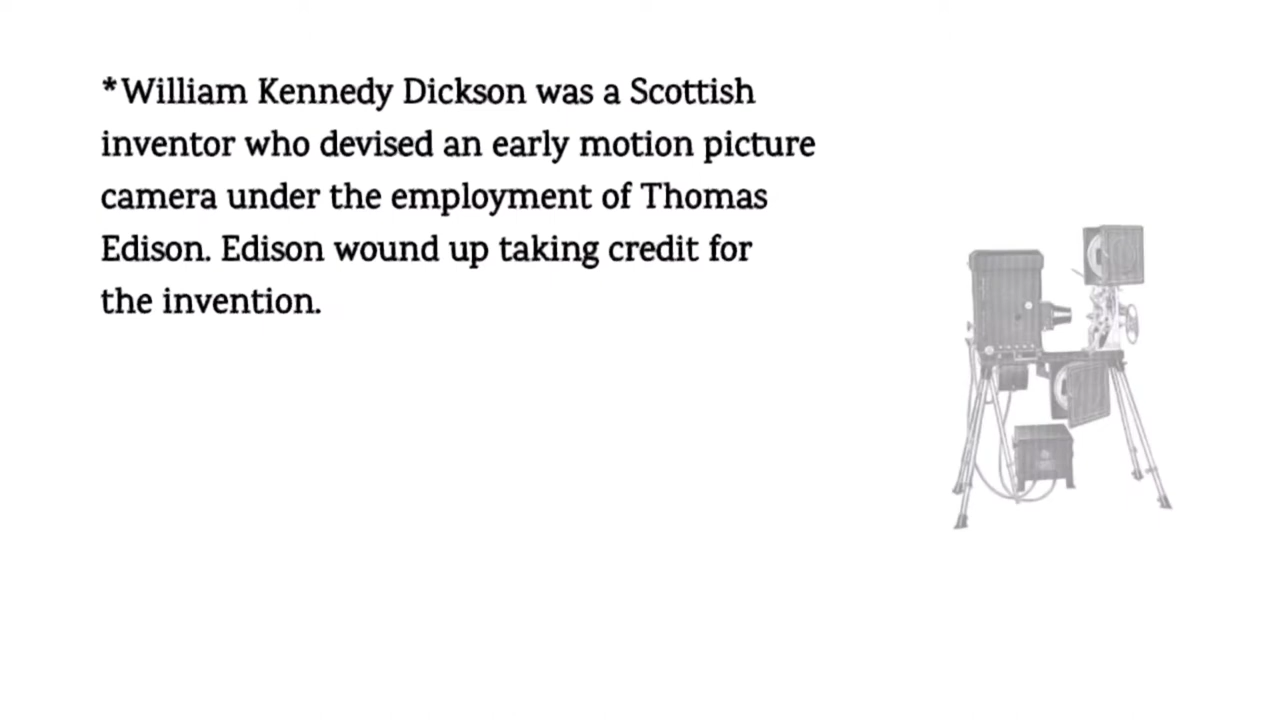 *William Kennedy Dickson was a Scottish
inventor who devised an early motion picture
camera under the employment of Thomas
Edison. Edison wound up taking credit for
the invention.